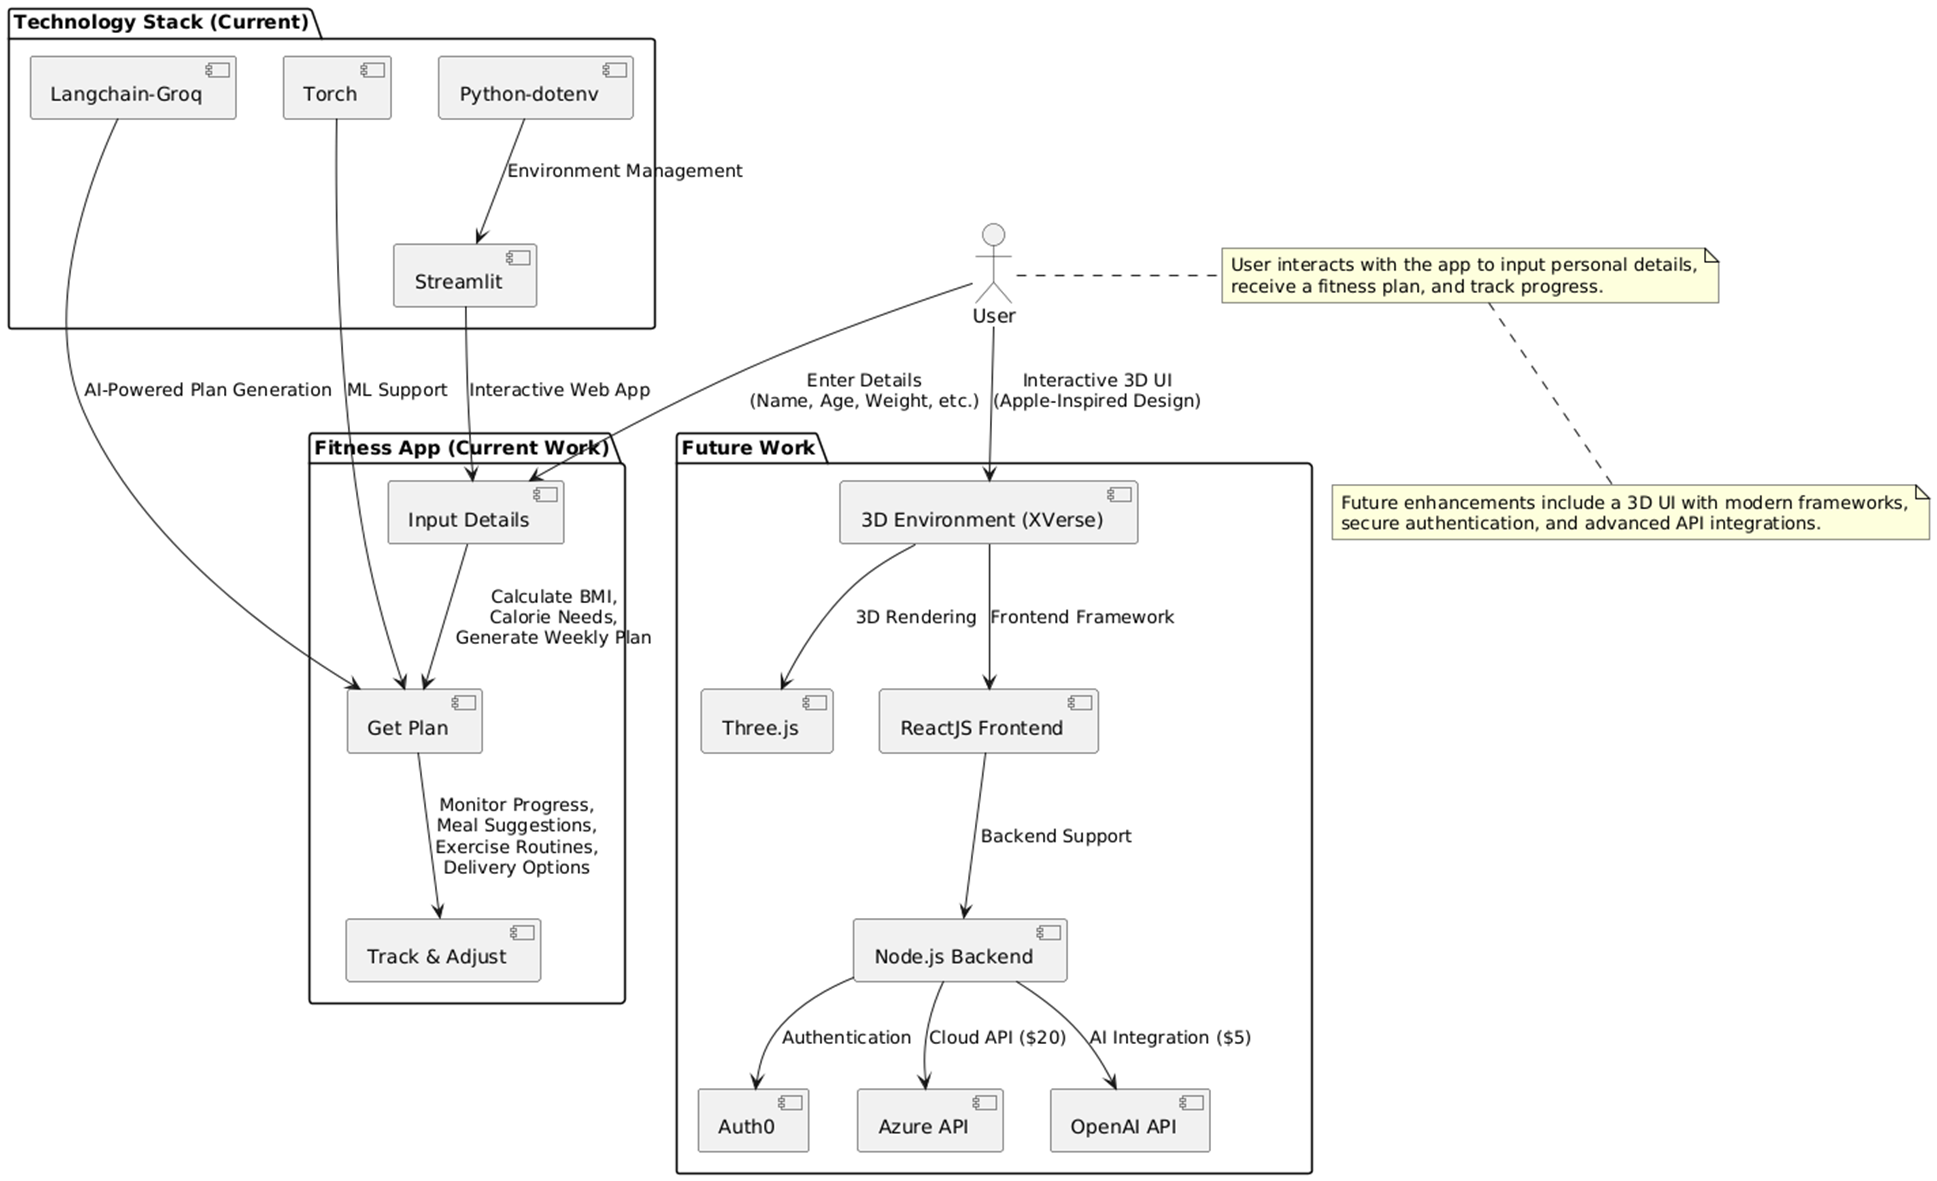 Technology Stack (Current)
Langchain-Groq
Torch
Python-dotenv
Environment Management
Streamlit
User
User interacts with the app to input personal details,
receive a fitness plan, and track progress.
AI-Powered Plan Generation
ML Support
Interactive Web App
Enter Details
(Name, Age, Weight, etc.)
Interactive 3D UI
(Apple-Inspired Design)
Fitness App (Current Work)
Input Details
Calculate BMI,
Calorie Needs,
Generate Weekly Plan
Get Plan
Monitor Progress,
Meal Suggestions,
Exercise Routines,
Delivery Options
Track & Adjust
Future Work
3D Environment (XVerse)
3D Rendering
Frontend Framework
Three.js
ReactJS Frontend
Backend Support
Node.js Backend
Authentication
Cloud API ($20)
AI Integration ($5)
Auth0
Azure API
OpenAI API
Future enhancements include a 3D UI with modern frameworks,
secure authentication, and advanced API integrations.